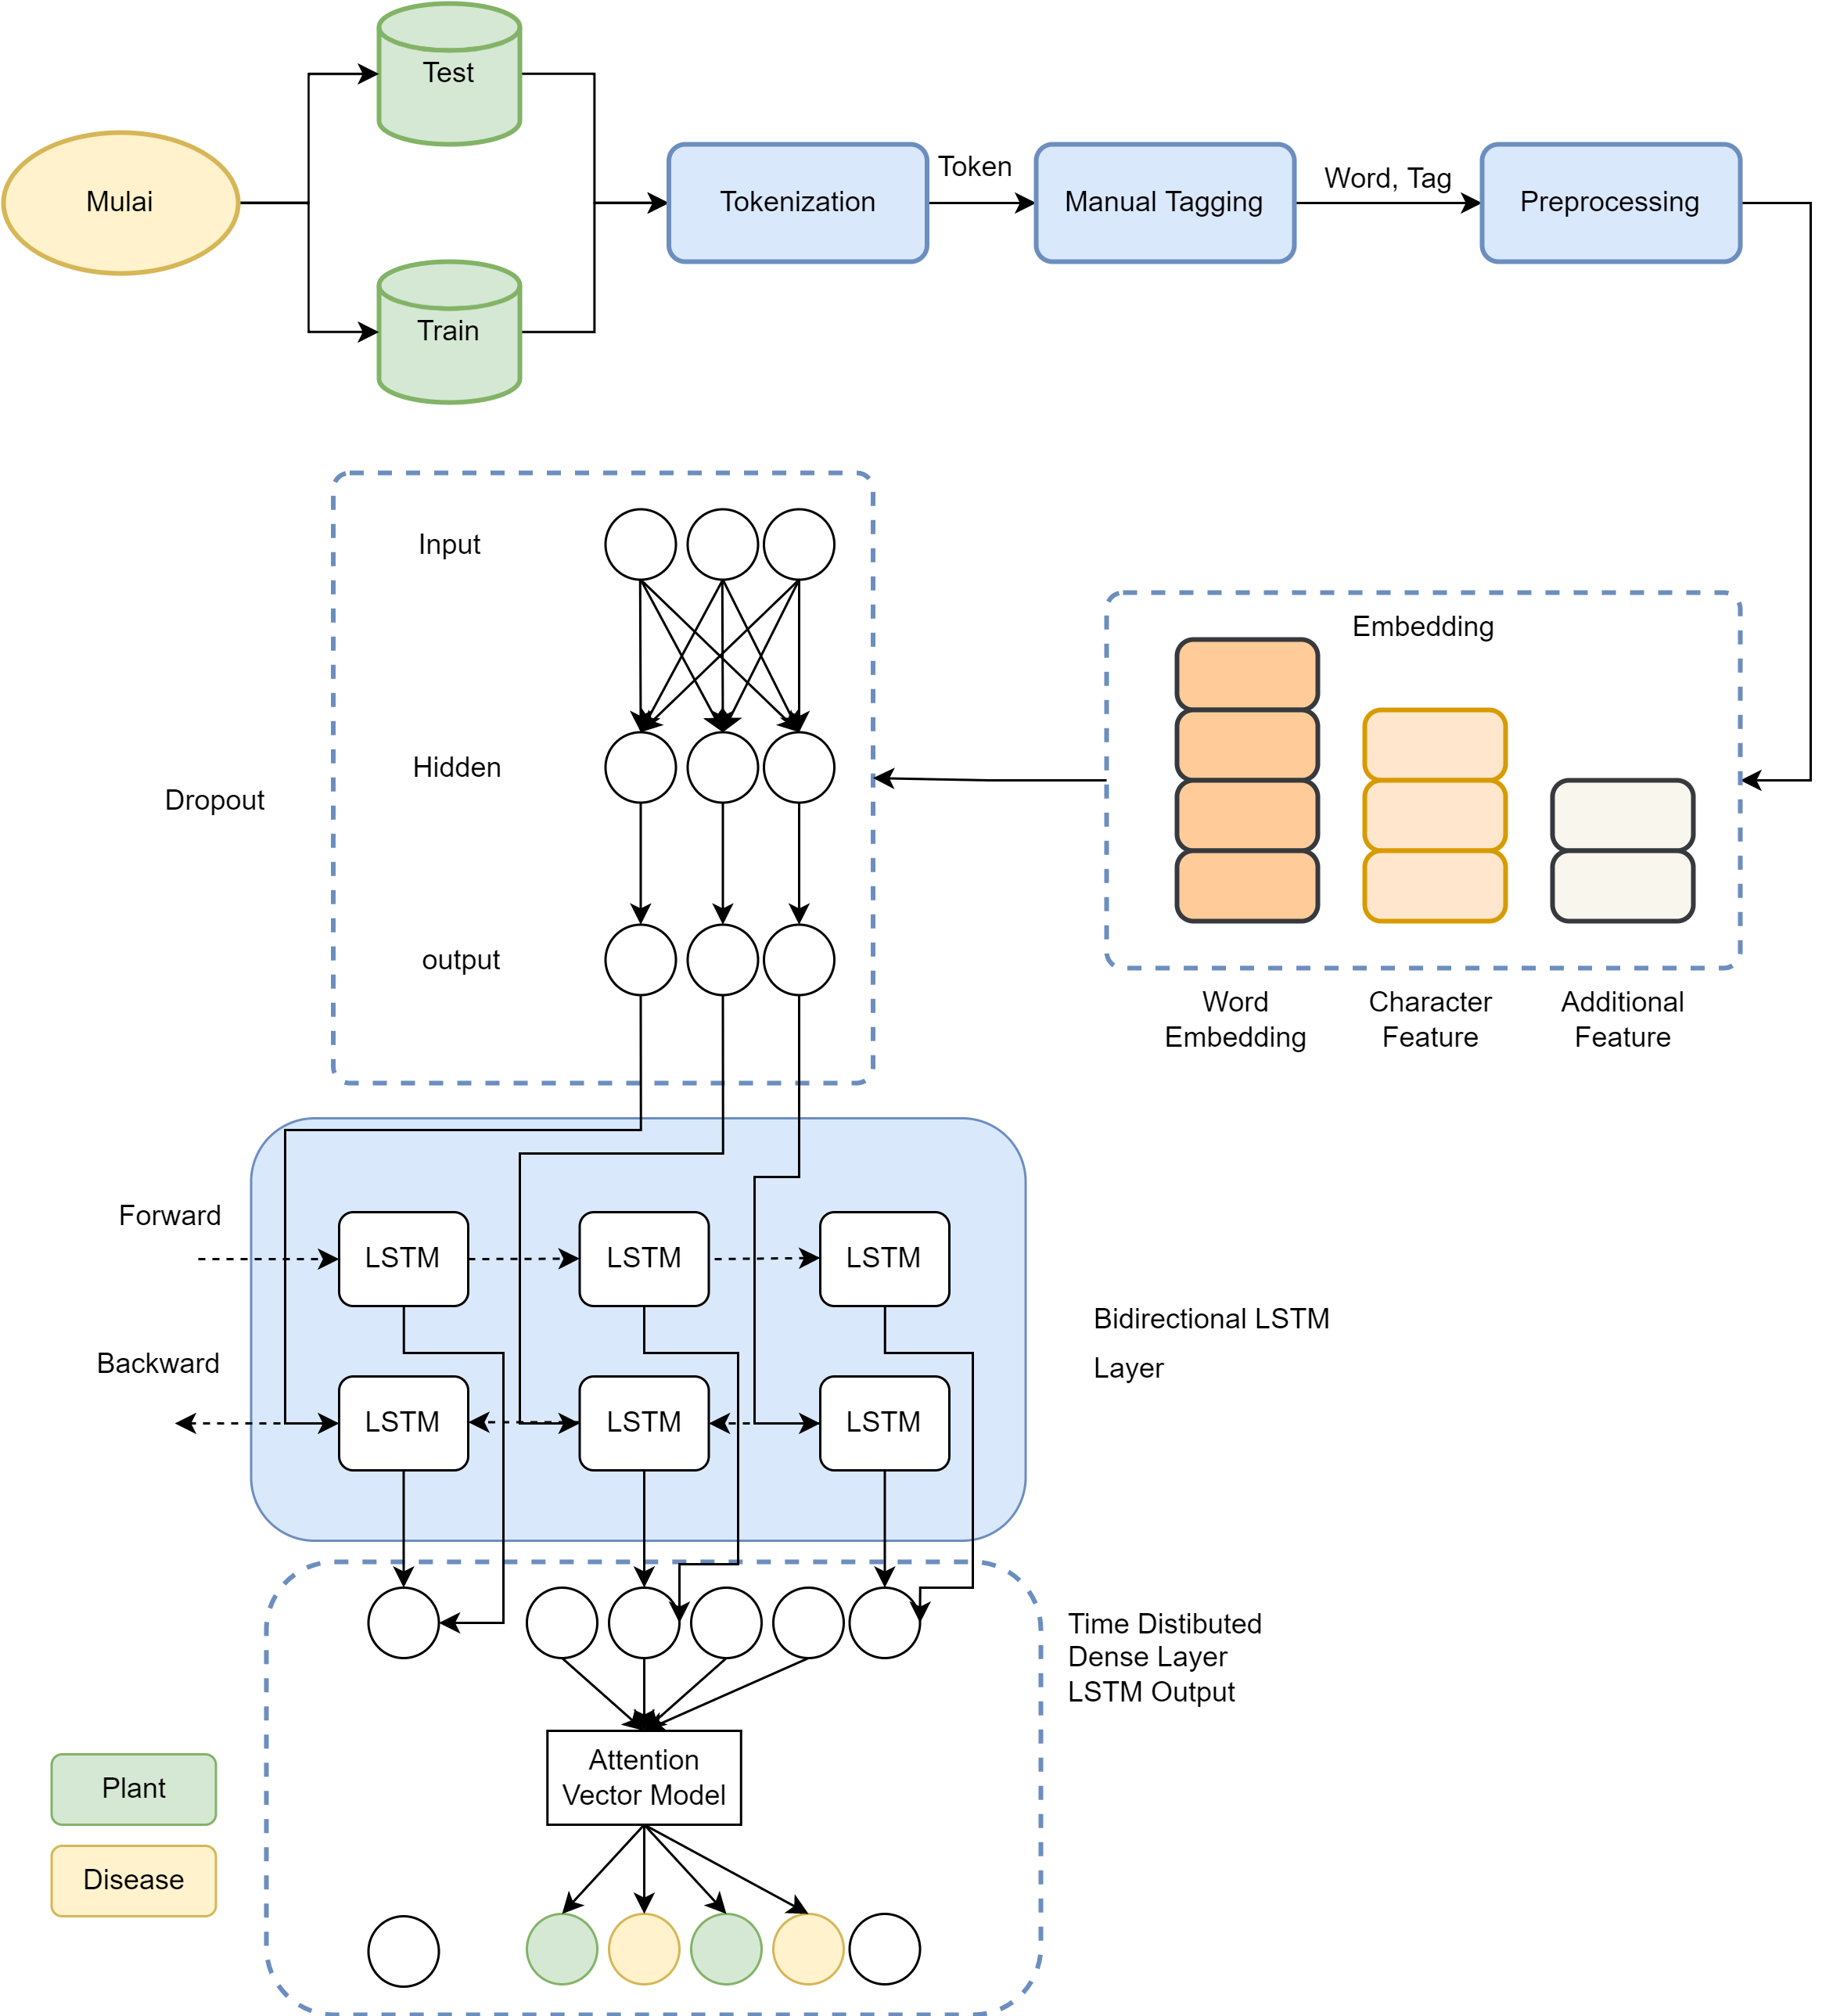 Test
Mulai
Train
Tokenization
Token
Manual Tagging
Word, Tag
Preprocessing
Input
Hidden
output
Dropout
Embedding
Word
Embedding
Character
Feature
Additional
Feature
Forward
LSTM
LSTM
LSTM
Backward
LSTM
LSTM
LSTM
Bidirectional LSTM
Layer
Time Distibuted
Dense Layer
LSTM Output
Attention
Vector Model
Plant
Disease